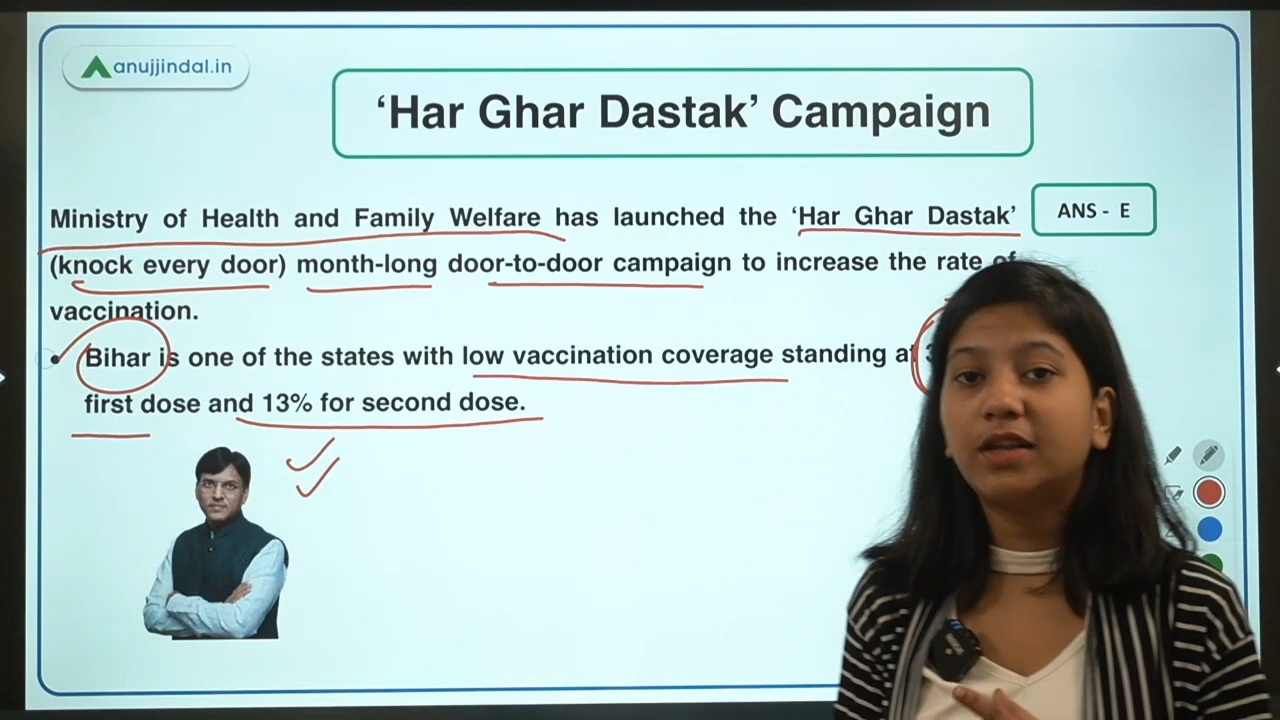 anujjindal.in
‘Har Ghar Dastak’ Campaign
Ministry of Health and Family Welfare has launched the ‘Har Ghar Dastak’
ANS - E
(knock every door) month-long door-to-door campaign to increase the rate of
vaccination.
• Bihar is one of the states with low vaccination coverage standing
first dose and 13% for second dose.